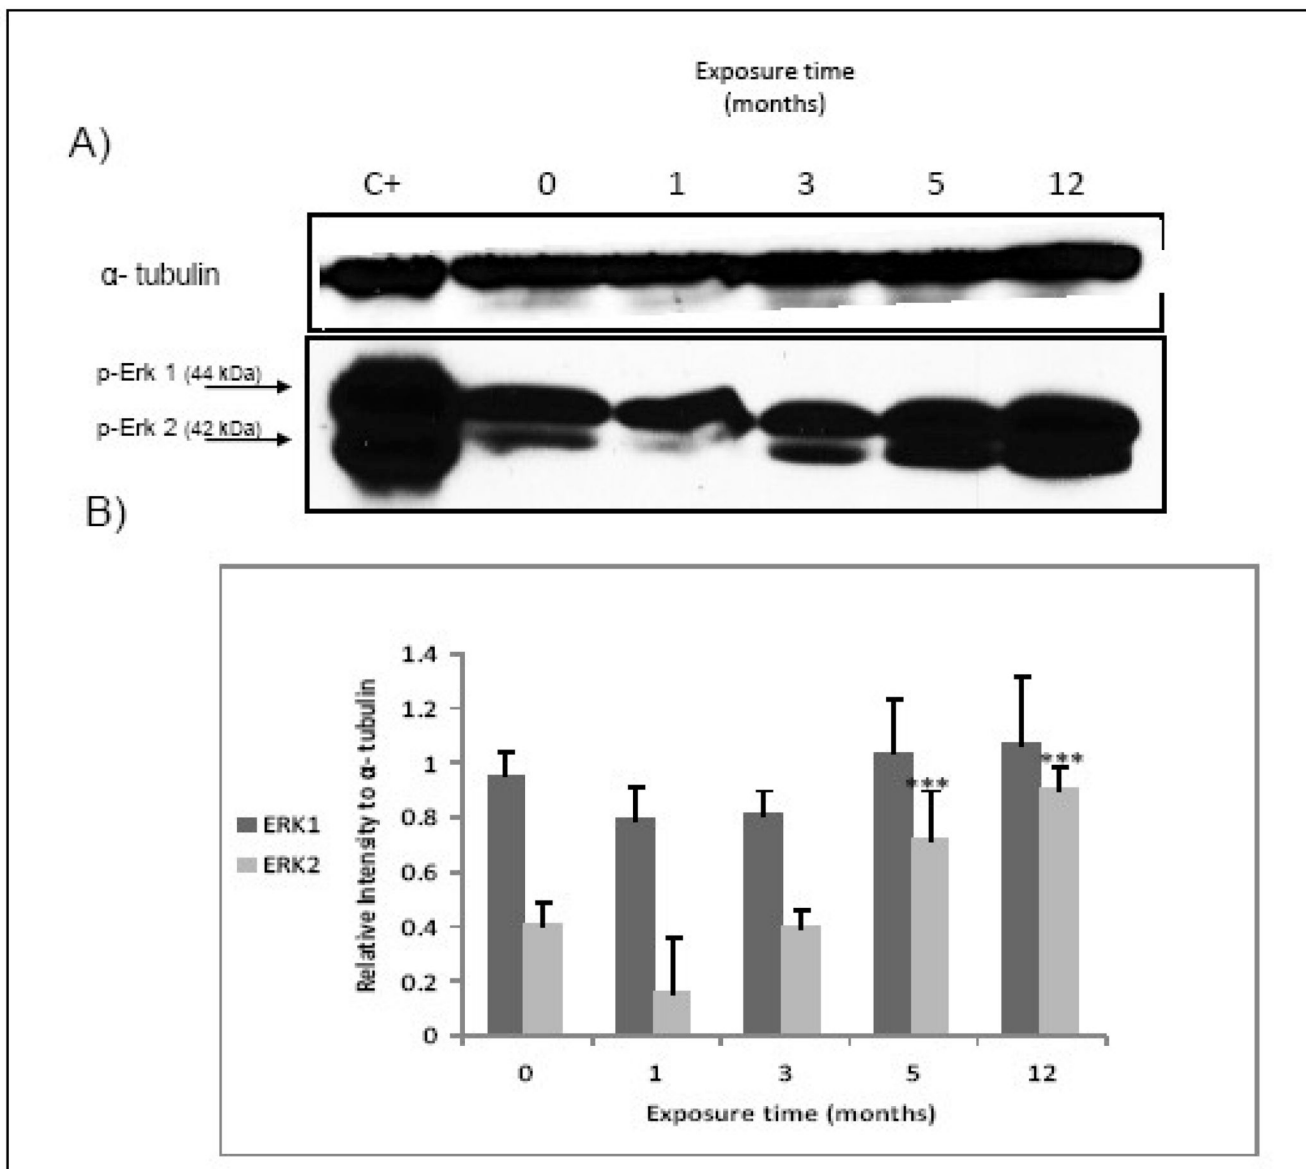 Exposure time
(months)
A)
C+ 0 1 3 5 12
α- tubulin
p-Erk 1 (44 kDa)
p-Erk 2 (42 kDa)
B)
1.4
1.2
1
0.8
0.6
0.4
0.2
0
Relative Intensity to α- tubulin
ERK1
ERK2
***
***
0 1 3 5 12
Exposure time (months)